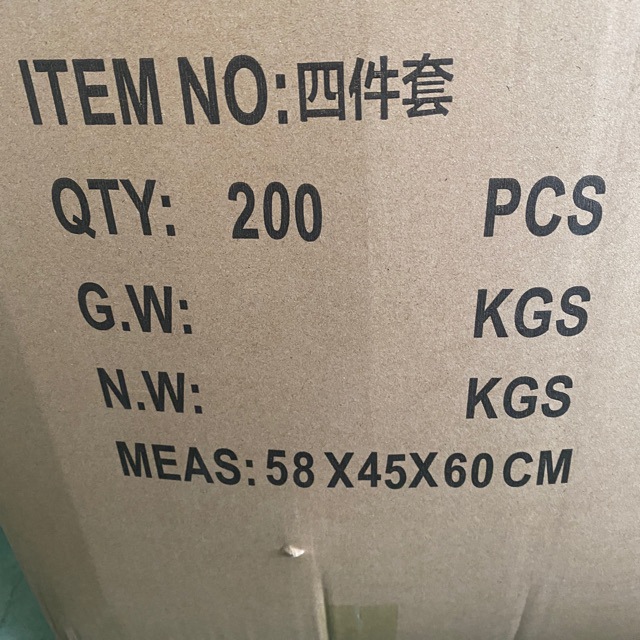 ITEM NO:四件套
QTY: 200 PCS
G.W: KGS
N.W: KGS
MEAS: 58 X45X60 CM